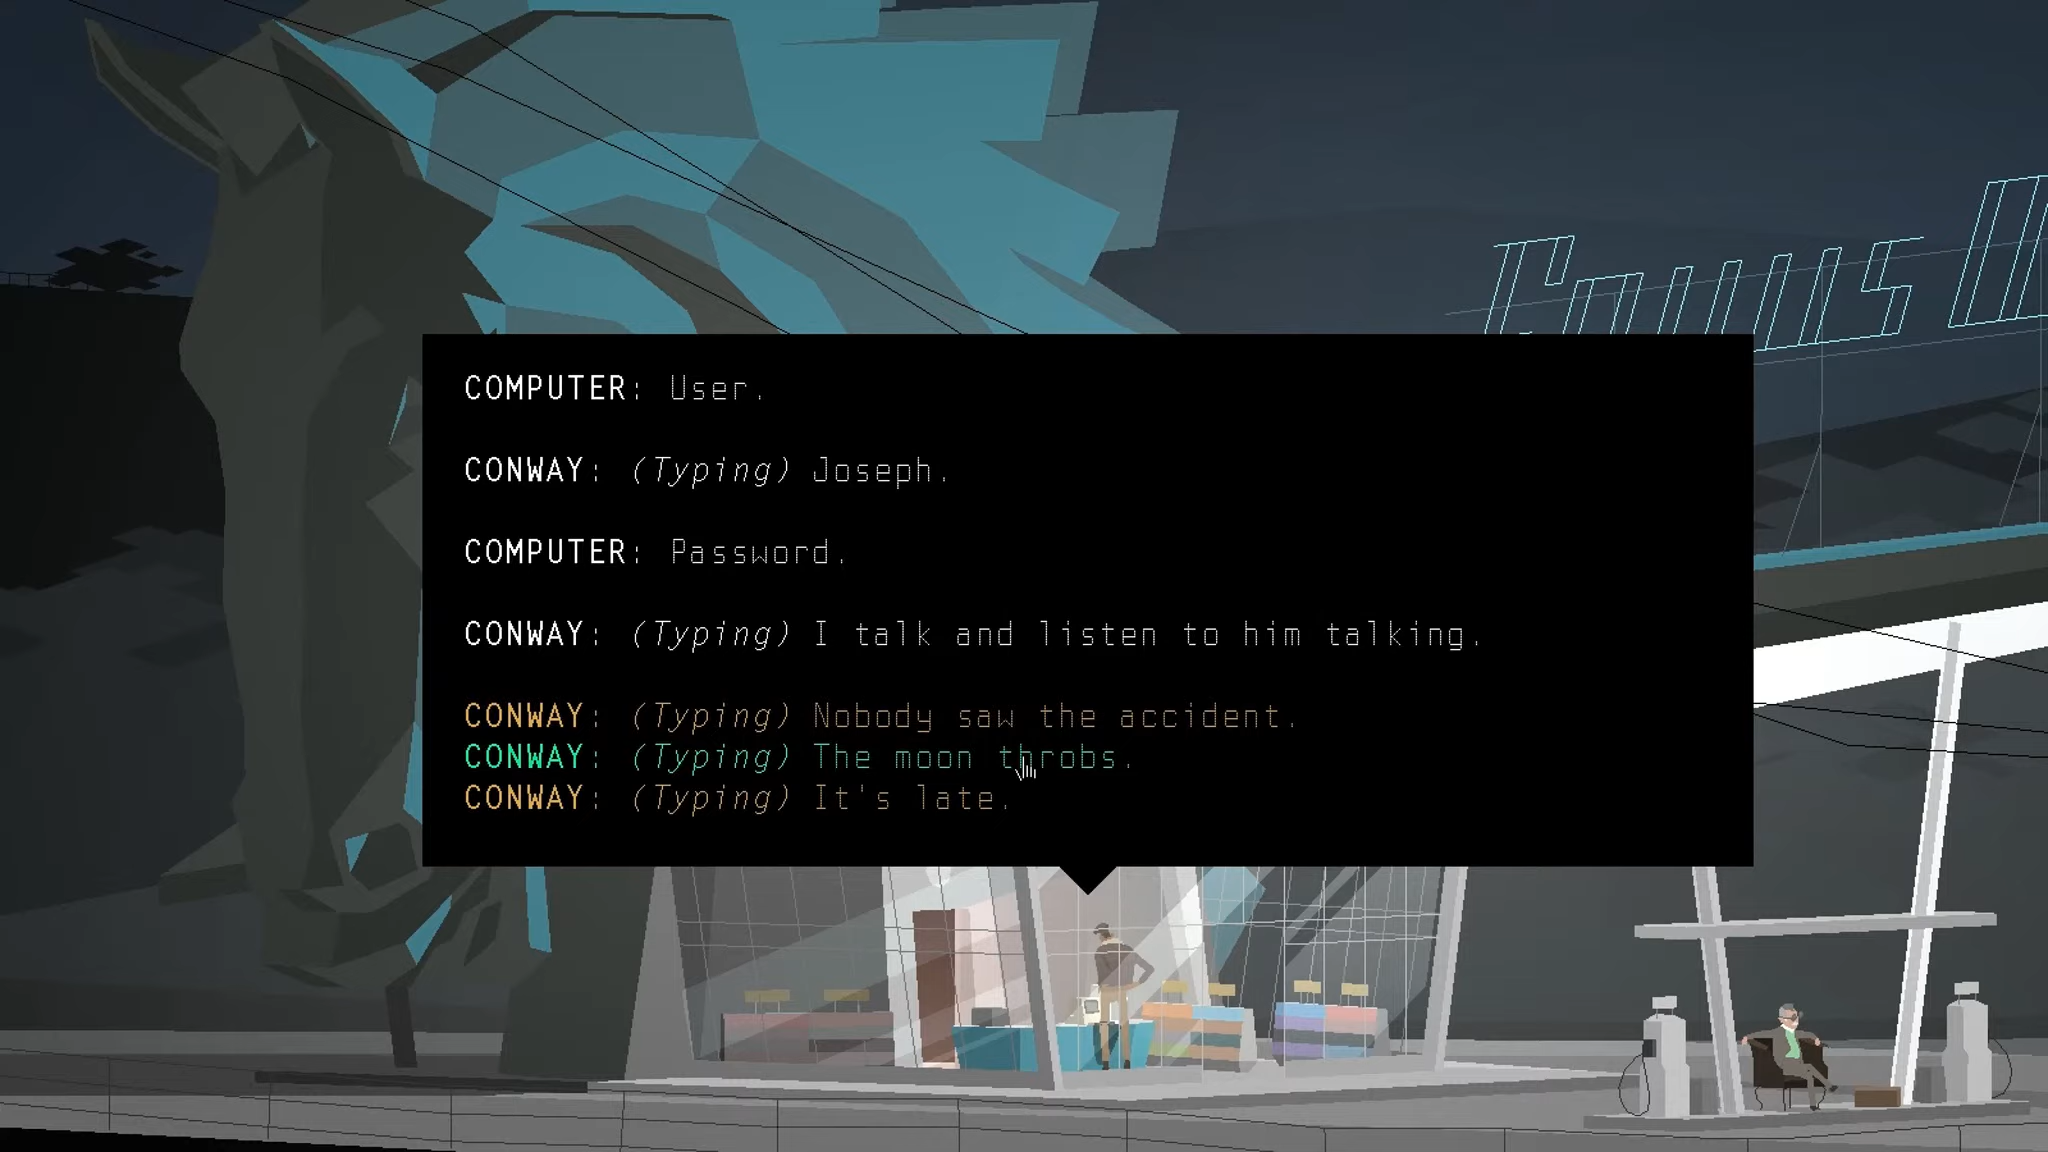 Equus
COMPUTER: User.
CONWAY: (Typing) Joseph.
COMPUTER: Password.
CONWAY: (Typing) I talk and listen to him talking.
CONWAY: (Typing) Nobody saw the accident.
CONWAY: (Typing) The moon throbs.
CONWAY: (Typing) It's late.